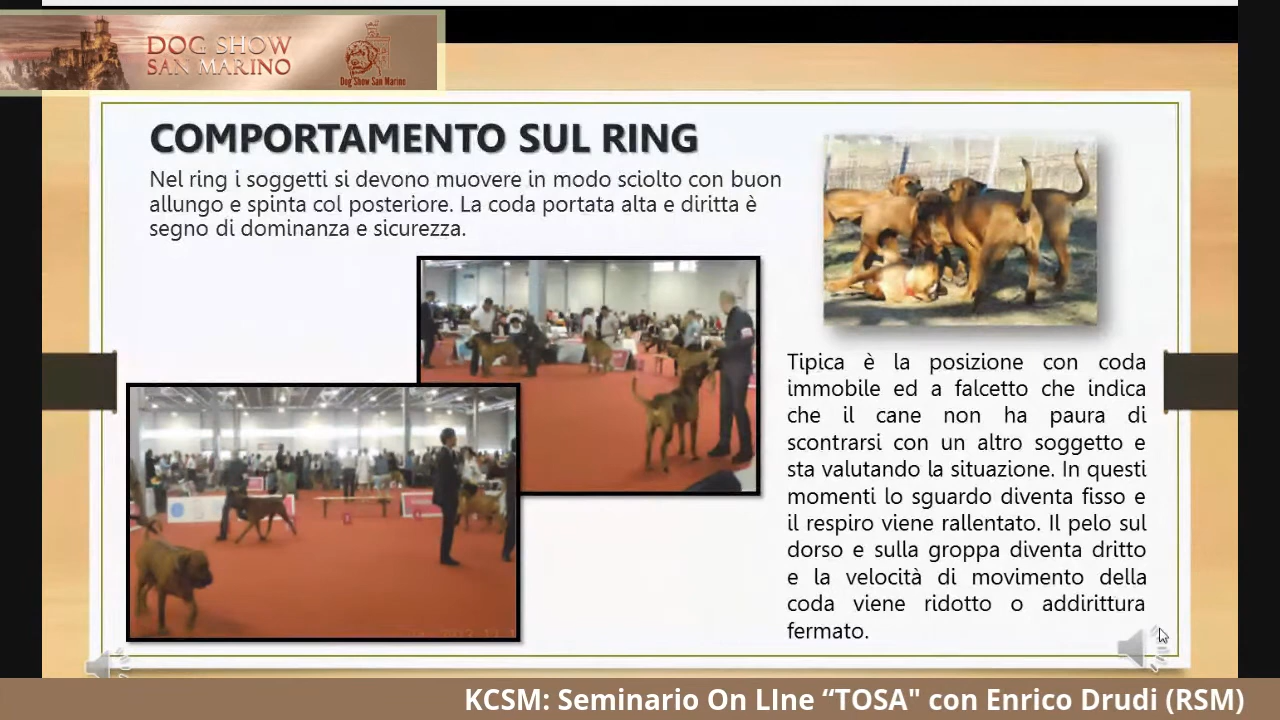 DOG SHOW
SAN MARINO
Dog Show San Marino
COMPORTAMENTO SUL RING
Nel ring i soggetti si devono muovere in modo sciolto con buon
allungo e spinta col posteriore. La coda portata alta e diritta è
segno di dominanza e sicurezza.
Tipica è la posizione con coda
immobile ed a falcetto che indica
che il cane non ha paura di
scontrarsi con un altro soggetto e
sta valutando la situazione. In questi
momenti lo sguardo diventa fisso e
il respiro viene rallentato. Il pelo sul
dorso e sulla groppa diventa dritto
e la velocità di movimento della
coda viene ridotto o addirittura
fermato.
KCSM: Seminario On LIne “TOSA" con Enrico Drudi (RSM)